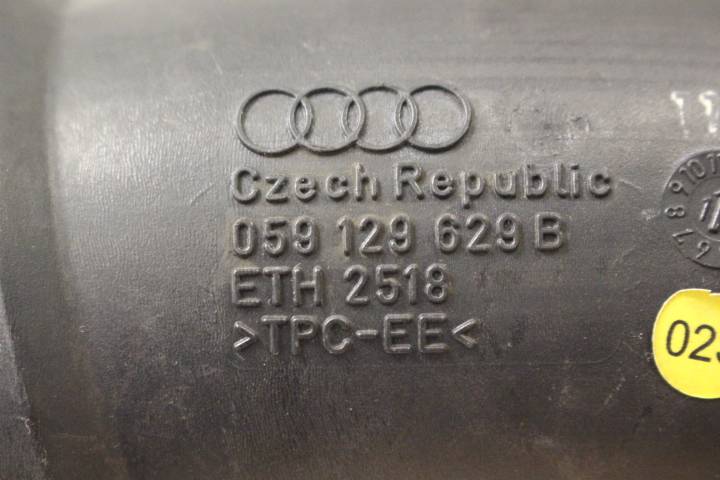 Czech Republic
059 129 629 B
ETH 2518
>TPC-EE<